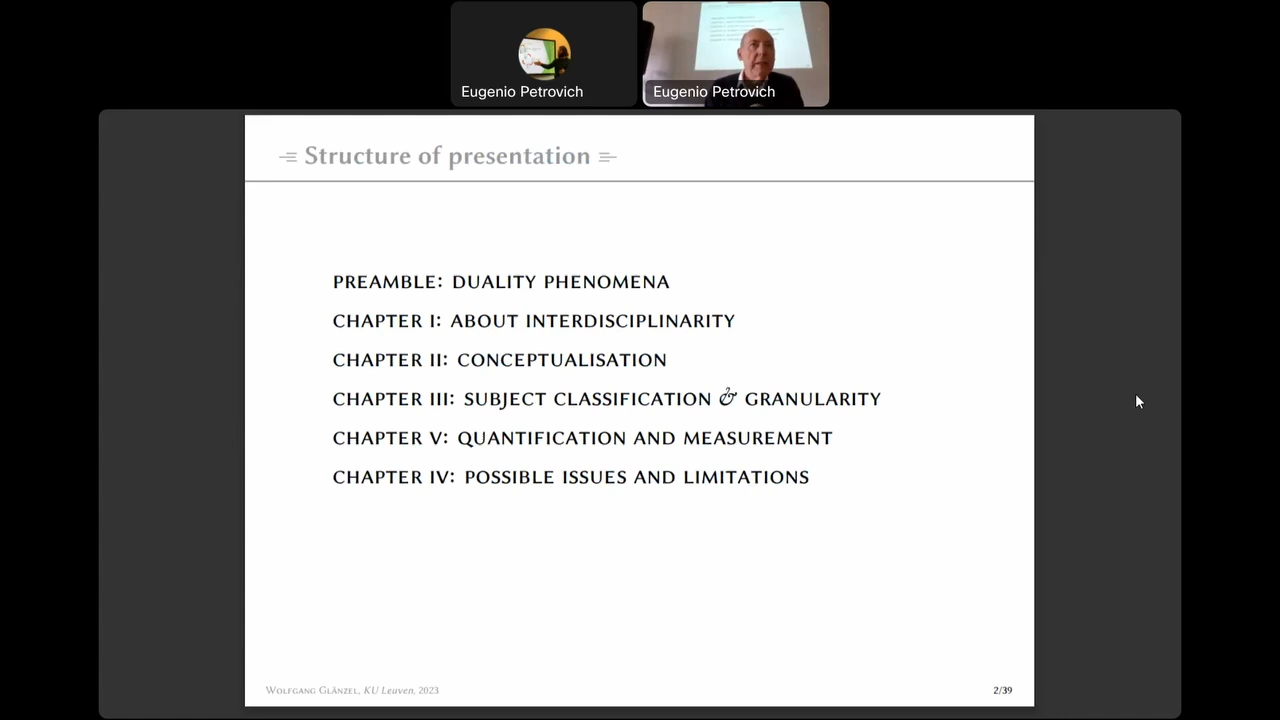 Eugenio Petrovich
Eugenio Petrovich
Structure of presentation
PREAMBLE: DUALITY PHENOMENA
CHAPTER I: ABOUT INTERDISCIPLINARITY
CHAPTER II: CONCEPTUALISATION
CHAPTER III: SUBJECT CLASSIFICATION & GRANULARITY
CHAPTER V: QUANTIFICATION AND MEASUREMENT
CHAPTER IV: POSSIBLE ISSUES AND LIMITATIONS
Wolfgang Glänzel, KU Leuven, 2023
2/39